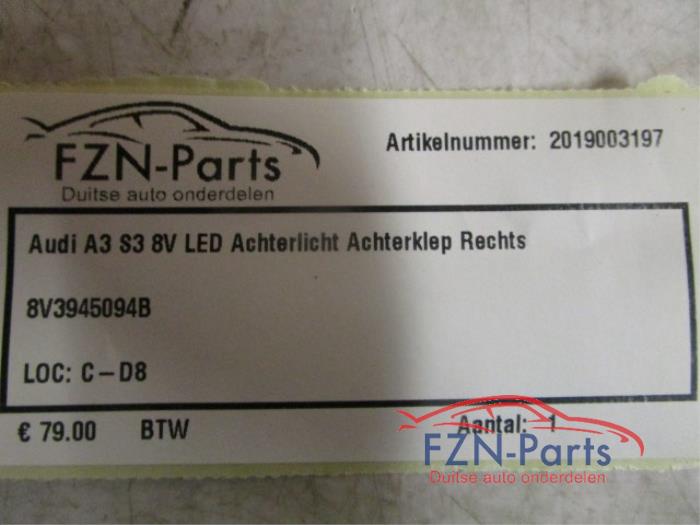 FZN-Parts
Duitse auto onderdelen
Artikelnummer: 2019003197
Audi A3 S3 8V LED Achterlicht Achterklep Rechts
8V3945094B
LOC: C-D8
€ 79.00 BTW
Aantal: 1
FZN-Parts
Duitse auto onderdelen